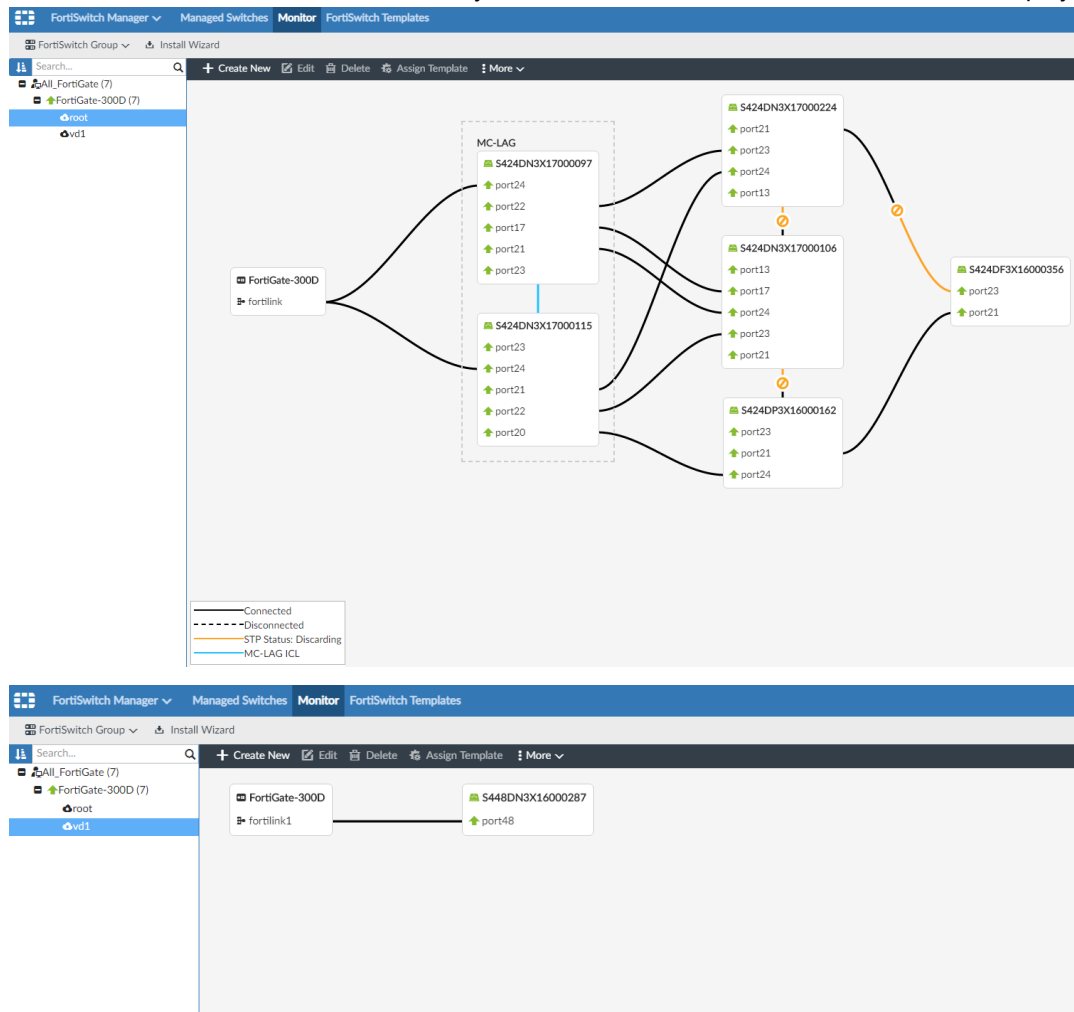 FortiSwitch Manager Managed Switches Monitor FortiSwitch Templates
FortiSwitch Group Install Wizard
Search... + Create New Edit Delete Assign Template More
All_FortiGate (7)
FortiGate-300D (7)
root
vd1
FortiGate-300D
fortilink
MC-LAG
S424DN3X17000097
port24
port22
port17
port21
port23
S424DN3X17000115
port23
port24
port21
port22
port20
S424DN3X17000224
port21
port23
port24
port13
S424DN3X17000106
port13
port17
port24
port23
port21
S424DP3X16000162
port23
port21
port24
S424DF3X16000356
port23
port21
Connected
Disconnected
STP Status: Discarding
MC-LAG ICL
FortiSwitch Manager Managed Switches Monitor FortiSwitch Templates
FortiSwitch Group Install Wizard
Search... + Create New Edit Delete Assign Template More
All_FortiGate (7)
FortiGate-300D (7)
root
vd1
FortiGate-300D
fortilink1
S448DN3X16000287
port48